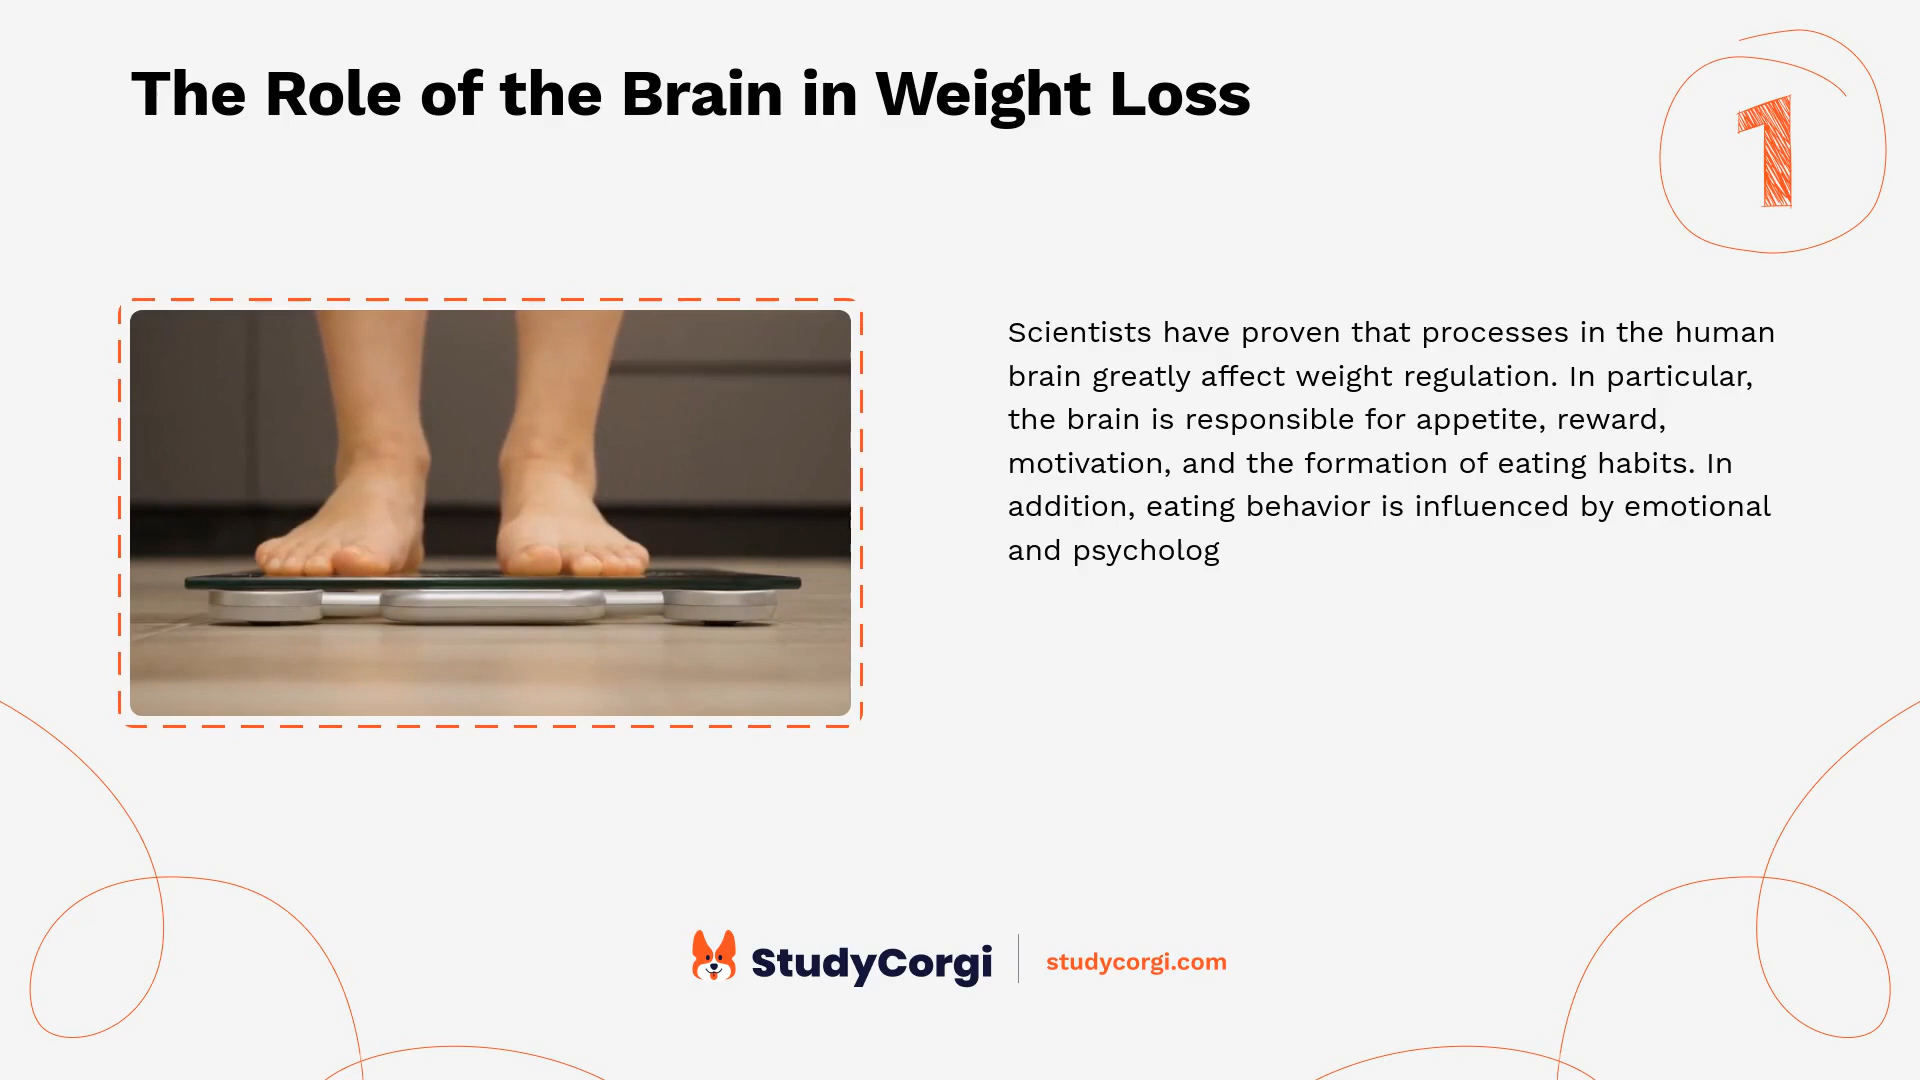 The Role of the Brain in Weight Loss
1
Scientists have proven that processes in the human
brain greatly affect weight regulation. In particular,
the brain is responsible for appetite, reward,
motivation, and the formation of eating habits. In
addition, eating behavior is influenced by emotional
and psycholog
StudyCorgi
studycorgi.com